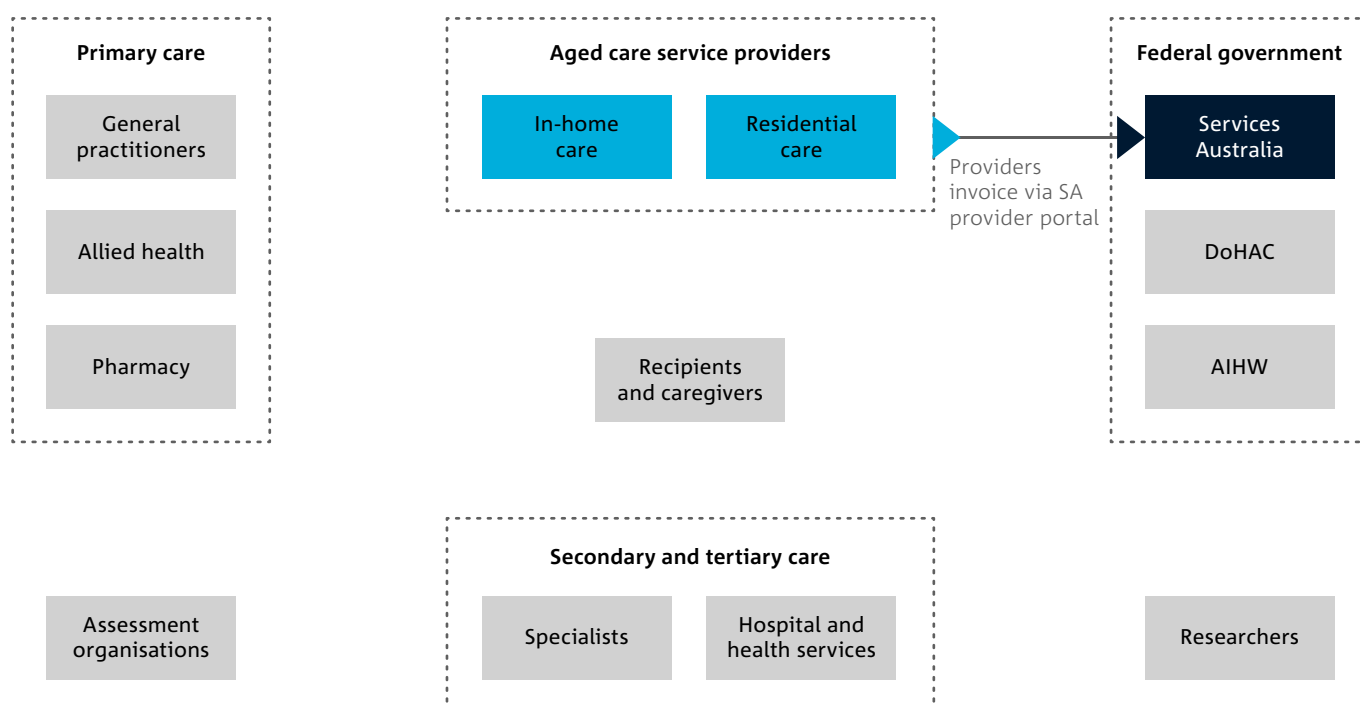 Primary care
General
practitioners
Allied health
Pharmacy
Aged care service providers
In-home
care
Residential
care
Providers
invoice via SA
provider portal
Federal government
Services
Australia
DoHAC
AIHW
Recipients
and caregivers
Assessment
organisations
Secondary and tertiary care
Specialists
Hospital and
health services
Researchers